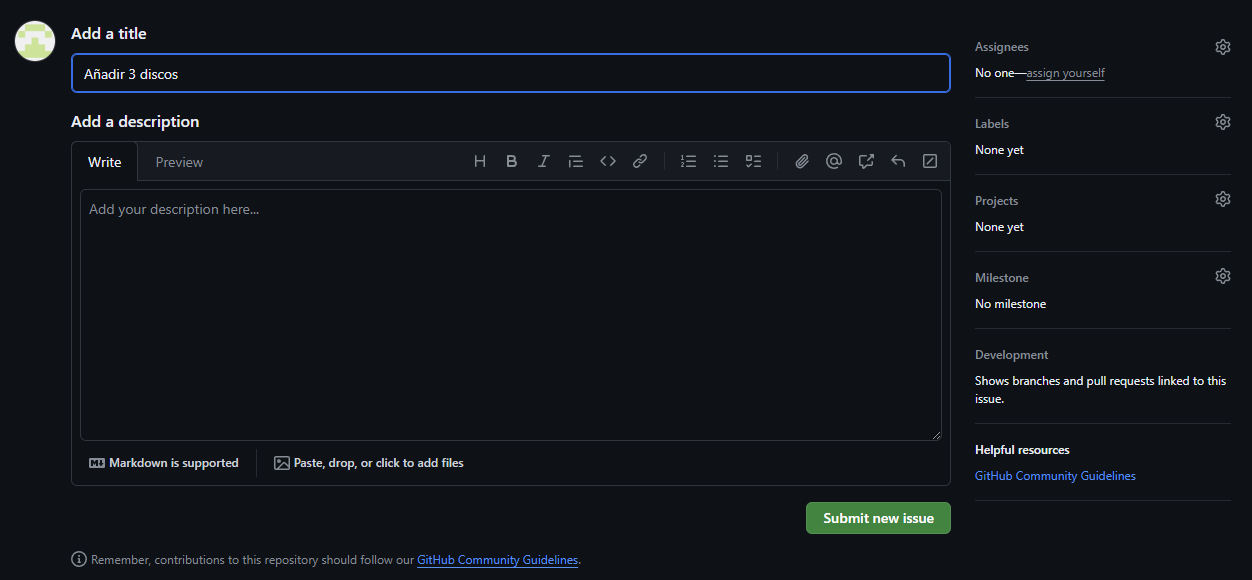 Add a title
Añadir 3 discos
Add a description
Write
Preview
Add your description here...
Markdown is supported
Paste, drop, or click to add files
Submit new issue
Remember, contributions to this repository should follow our GitHub Community Guidelines.
Assignees
No one—assign yourself
Labels
None yet
Projects
None yet
Milestone
No milestone
Development
Shows branches and pull requests linked to this
issue.
Helpful resources
GitHub Community Guidelines